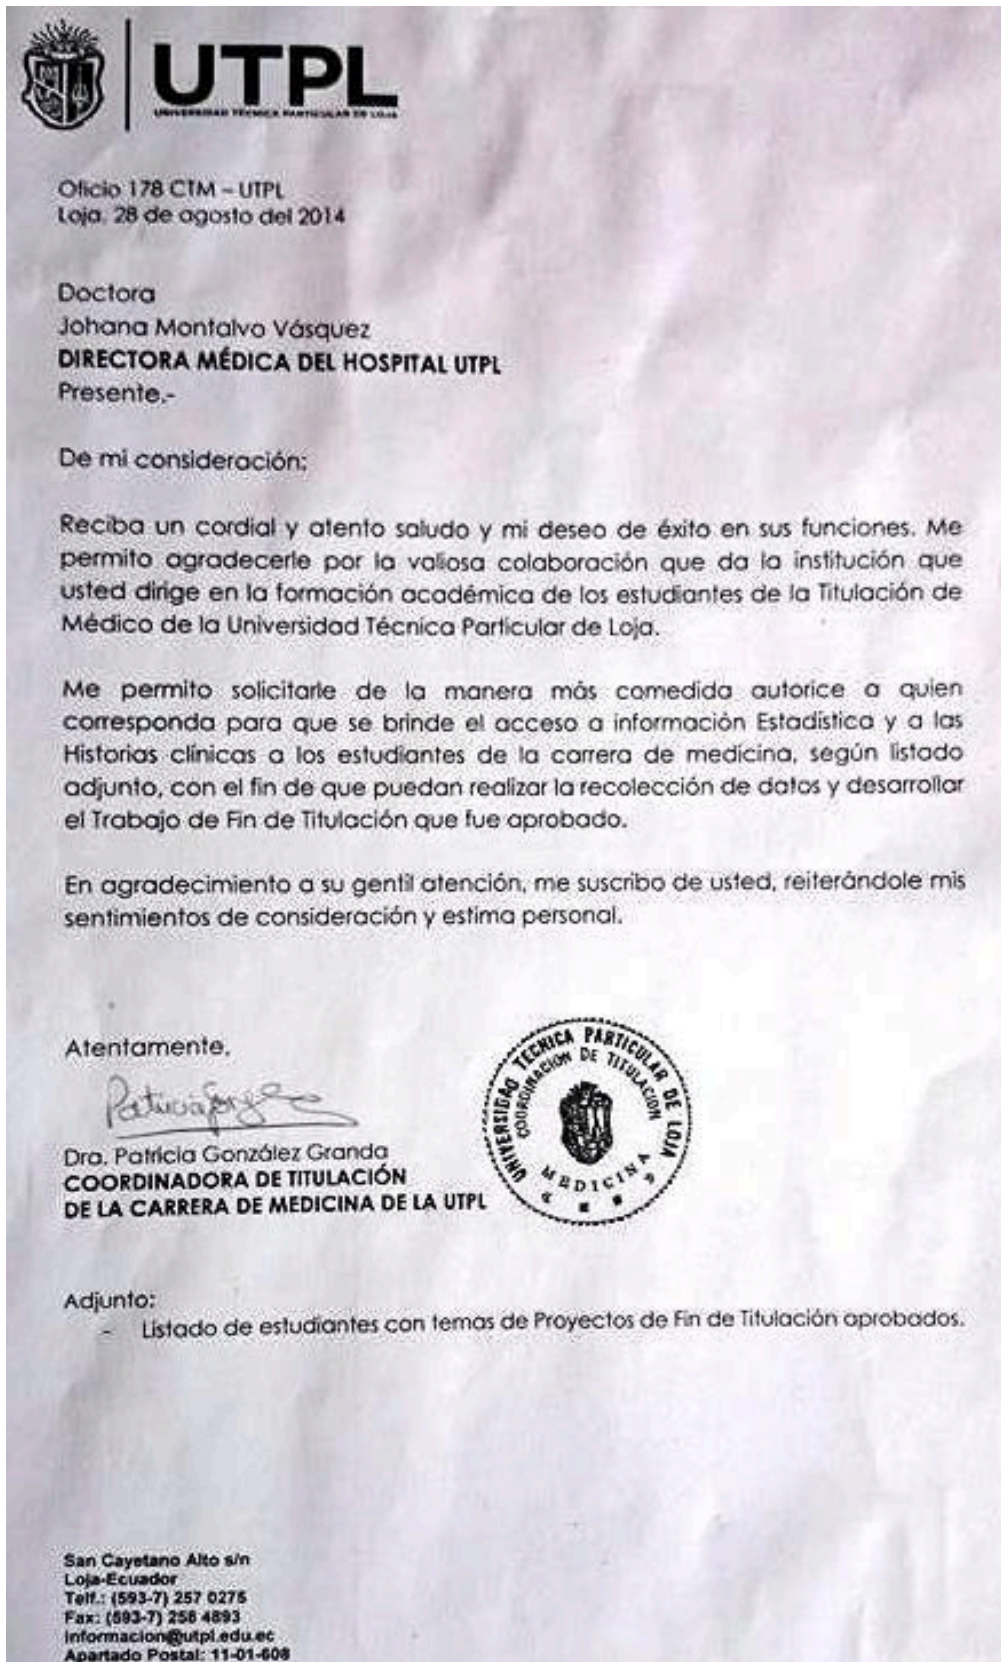 UTPL
UNIVERSIDAD TÉCNICA PARTICULAR DE LOJA
Oficio 178 CTM – UTPL
Loja, 28 de agosto del 2014
Doctora
Johana Montalvo Vásquez
DIRECTORA MÉDICA DEL HOSPITAL UTPL
Presente.-
De mi consideración:
Reciba un cordial y atento saludo y mi deseo de éxito en sus funciones. Me
permito agradecerle por la valiosa colaboración que da la institución que
usted dirige en la formación académica de los estudiantes de la Titulación de
Médico de la Universidad Técnica Particular de Loja.
Me permito solicitarle de la manera más comedida autorice a quien
corresponda para que se brinde el acceso a información Estadística y a las
Historias clínicas a los estudiantes de la carrera de medicina, según listado
adjunto, con el fin de que puedan realizar la recolección de datos y desarrollar
el Trabajo de Fin de Titulación que fue aprobado.
En agradecimiento a su gentil atención, me suscribo de usted, reiterándole mis
sentimientos de consideración y estima personal.
Atentamente,
UNIVERSIDAD TECNICA PARTICULAR DE LOJA
COORDINACION DE TITULACION
MEDICINA
Dra. Patricia González Granda
COORDINADORA DE TITULACIÓN
DE LA CARRERA DE MEDICINA DE LA UTPL
Adjunto:
- Listado de estudiantes con temas de Proyectos de Fin de Titulación aprobados.
San Cayetano Alto s/n
Loja-Ecuador
Telf.: (593-7) 257 0275
Fax: (593-7) 258 4893
informacion@utpl.edu.ec
Apartado Postal: 11-01-608